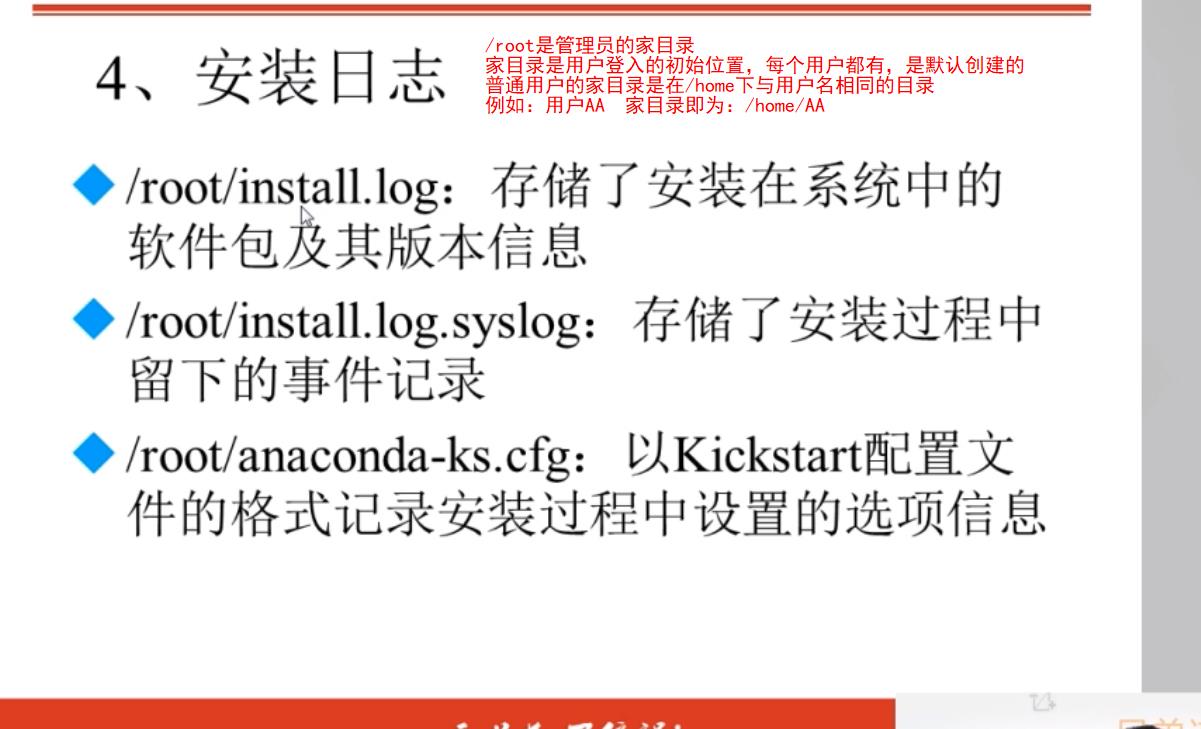 4、安装日志
/root是管理员的家目录
家目录是用户登入的初始位置，每个用户都有，是默认创建的
普通用户的家目录是在/home下与用户名相同的目录
例如：用户AA 家目录即为：/home/AA
/root/install.log：存储了安装在系统中的
软件包及其版本信息
/root/install.log.syslog：存储了安装过程中
留下的事件记录
/root/anaconda-ks.cfg：以Kickstart配置文
件的格式记录安装过程中设置的选项信息